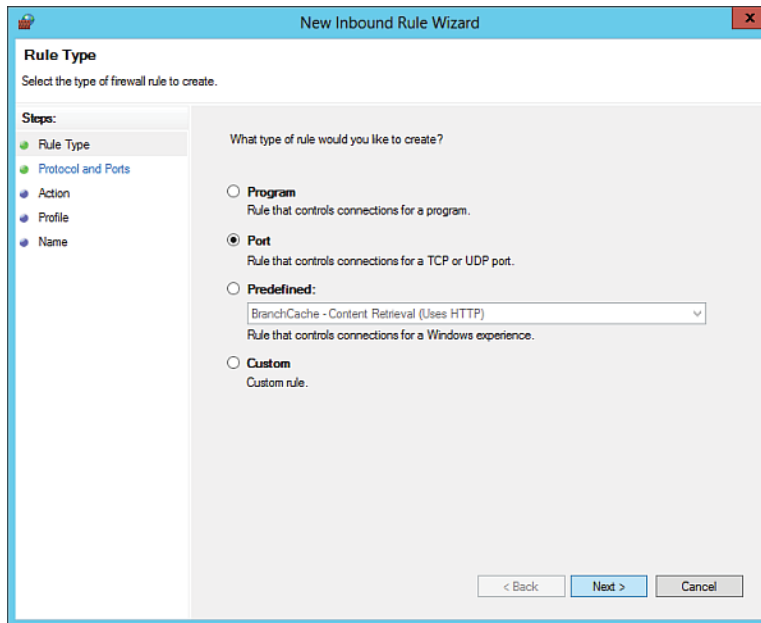 New Inbound Rule Wizard
Rule Type
Select the type of firewall rule to create.
Steps:
Rule Type
Protocol and Ports
Action
Profile
Name
What type of rule would you like to create?
Program
Rule that controls connections for a program.
Port
Rule that controls connections for a TCP or UDP port.
Predefined:
BranchCache - Content Retrieval (Uses HTTP)
Rule that controls connections for a Windows experience.
Custom
Custom rule.
< Back Next > Cancel